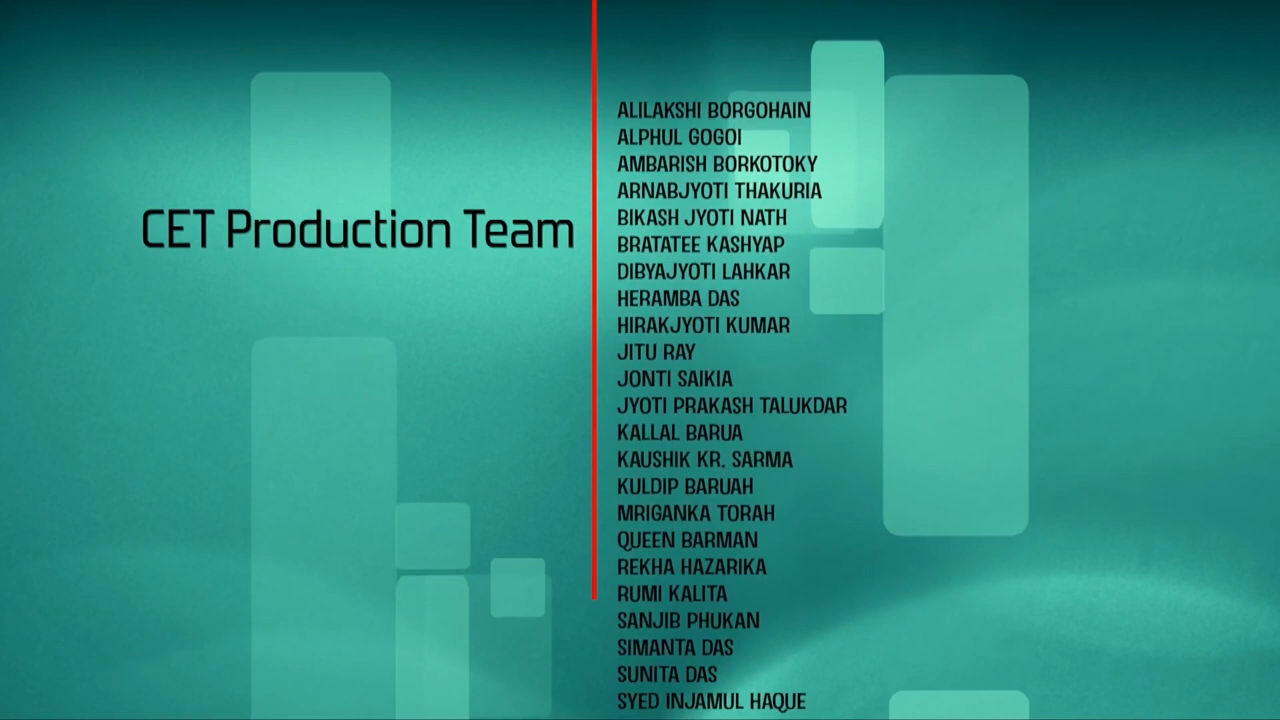 CET Production Team
ALILAKSHI BORGOHAIN
ALPHUL GOGOI
AMBARISH BORKOTOKY
ARNABJYOTI THAKURIA
BIKASH JYOTI NATH
BRATATEE KASHYAP
DIBYAJYOTI LAHKAR
HERAMBA DAS
HIRAKJYOTI KUMAR
JITU RAY
JONTI SAIKIA
JYOTI PRAKASH TALUKDAR
KALLAL BARUA
KAUSHIK KR. SARMA
KULDIP BARUAH
MRIGANKA TORAH
QUEEN BARMAN
REKHA HAZARIKA
RUMI KALITA
SANJIB PHUKAN
SIMANTA DAS
SUNITA DAS
SYED INJAMUL HAQUE